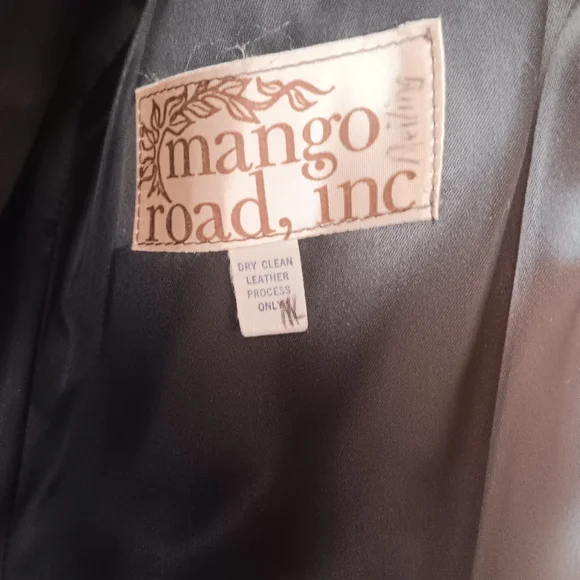 mango
road, inc
DRY CLEAN
LEATHER
PROCESS
ONLY